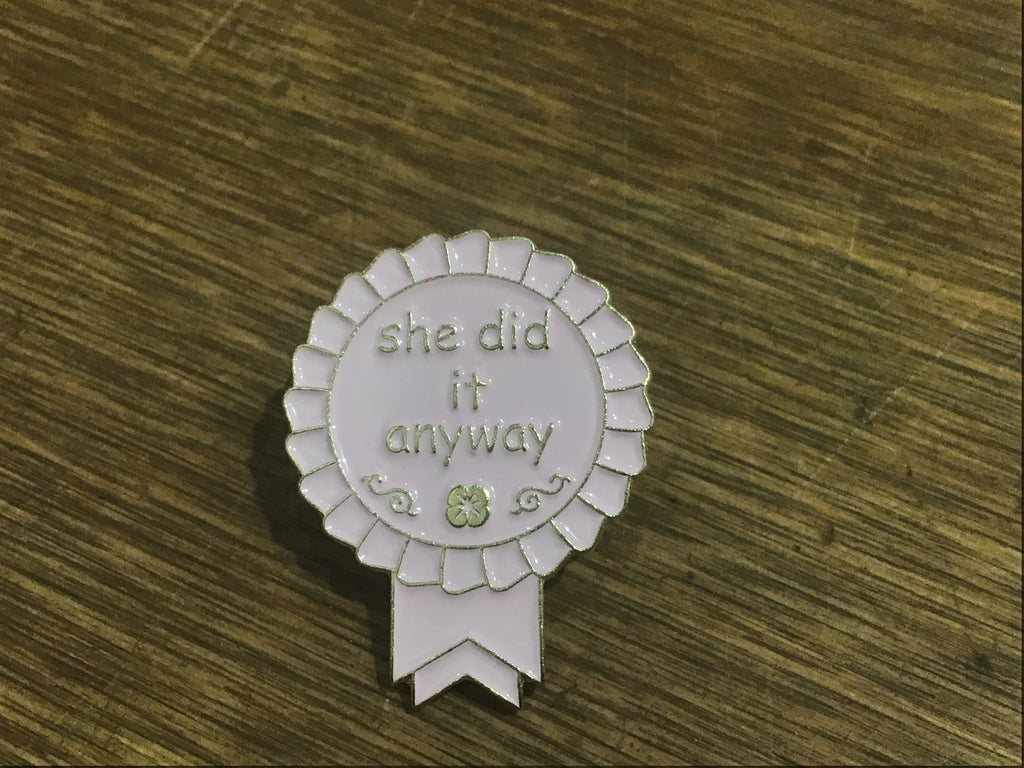 she did
it
anyway